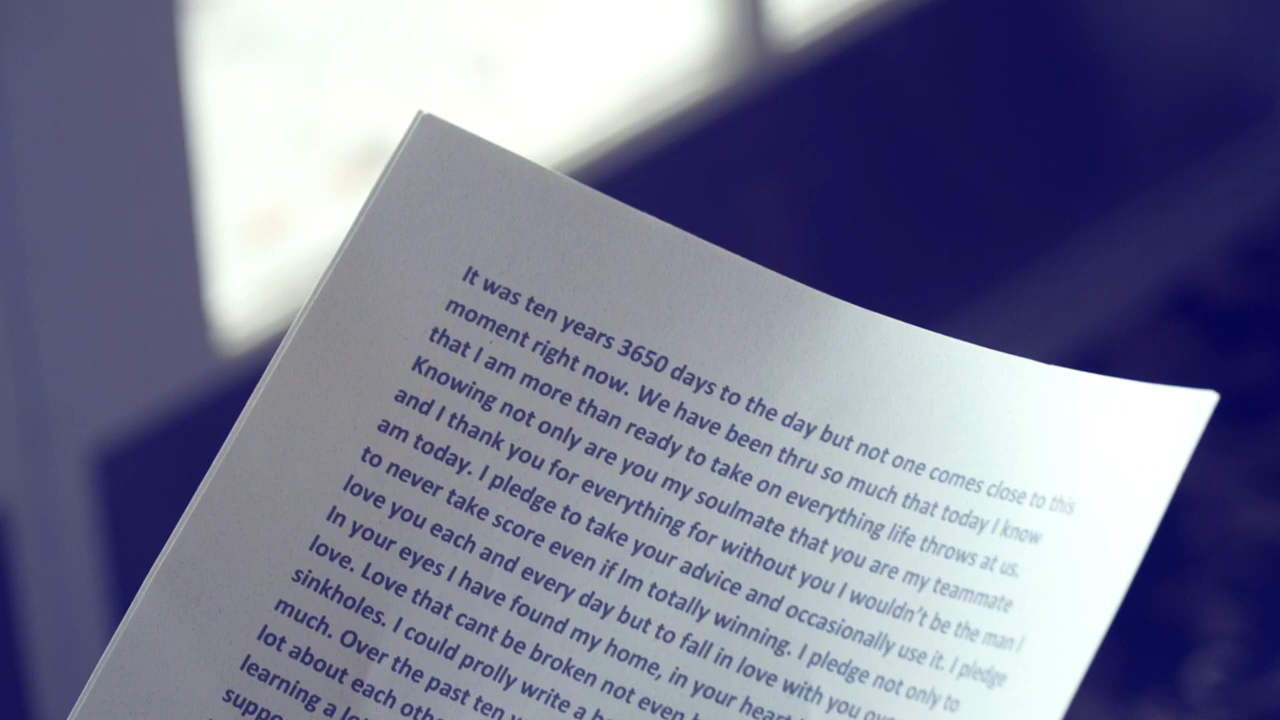 It was ten years 3650 days to the day but not one comes close to this
moment right now. We have been thru so much that today I know
that I am more than ready to take on everything life throws at us.
Knowing not only are you my soulmate that you are my teammate
and I thank you for everything for without you I wouldn't be the man I
am today. I pledge to take your advice and occasionally use it. I pledge
to never take score even if Im totally winning. I pledge not only to
love you each and every day but to fall in love with you
In your eyes I have found my home, in your heart
love. Love that cant be broken not even
sinkholes. I could prolly write a
much. Over the past ten
lot about each
learning a